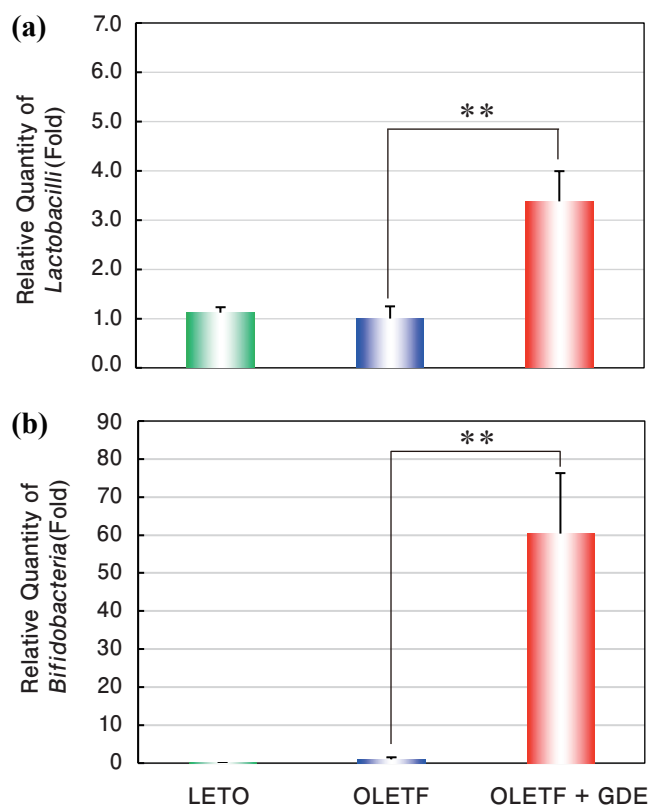 (a)
Relative Quantity of
Lactobacilli (Fold)
7.0
6.0
5.0
4.0
3.0
2.0
1.0
0.0
**
(b)
Relative Quantity of
Bifidobacteria (Fold)
90
80
70
60
50
40
30
20
10
0
**
LETO OLETF OLETF + GDE